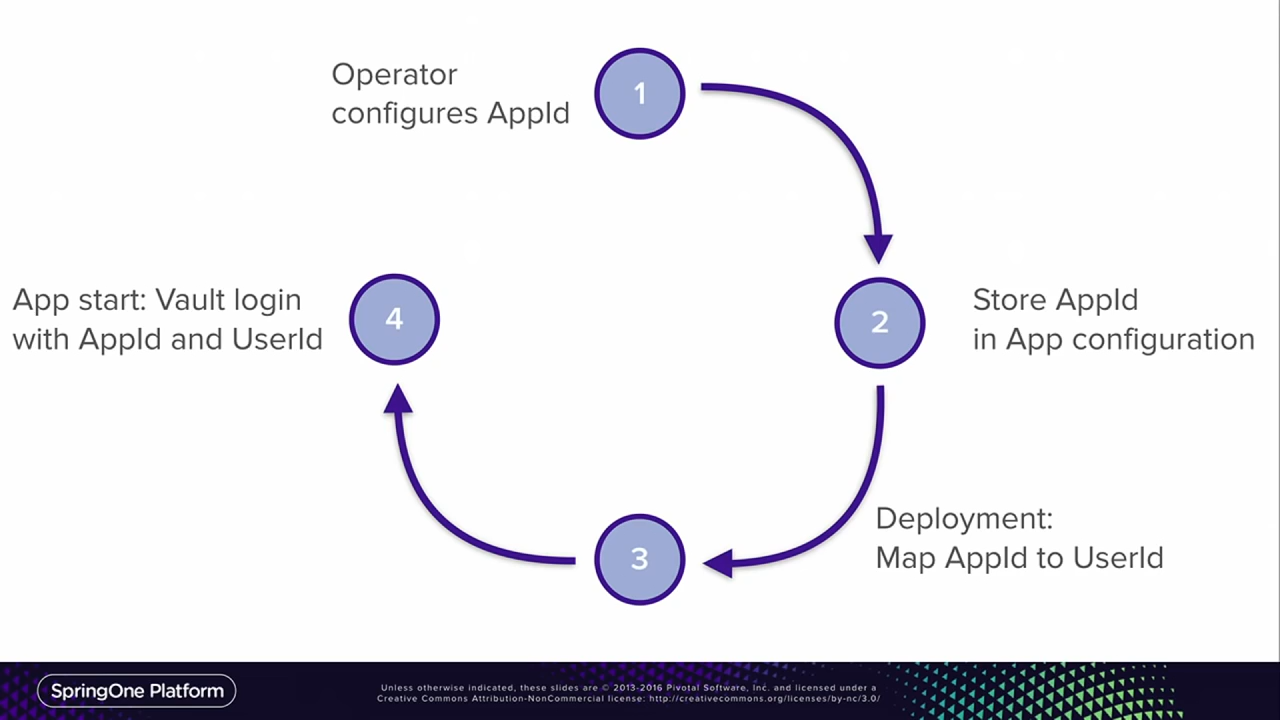 Operator
configures AppId
1
2
Store AppId
in App configuration
Deployment:
Map AppId to UserId
3
App start: Vault login
with AppId and UserId
4
SpringOne Platform
Unless otherwise indicated, these slides are © 2013-2016 Pivotal Software, Inc. and licensed under a
Creative Commons Attribution-NonCommercial license: http://creativecommons.org/licenses/by-nc/3.0/